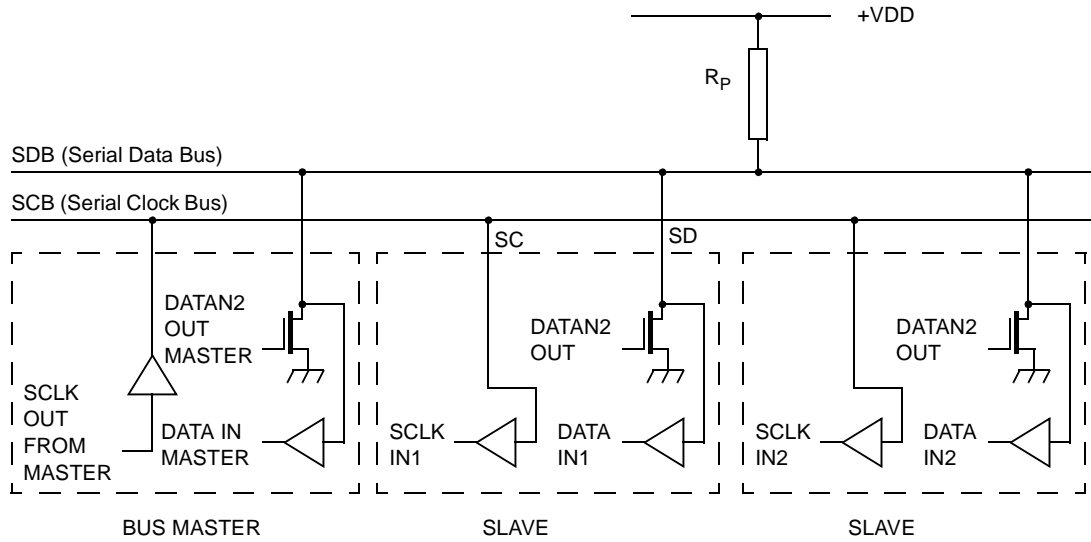 +VDD
RP
SDB (Serial Data Bus)
SCB (Serial Clock Bus)
SC
SD
DATAN2
OUT
MASTER
SCLK
OUT
FROM
MASTER
DATA IN
MASTER
DATAN2
OUT
SCLK
IN1
DATA
IN1
DATAN2
OUT
SCLK
IN2
DATA
IN2
BUS MASTER
SLAVE
SLAVE